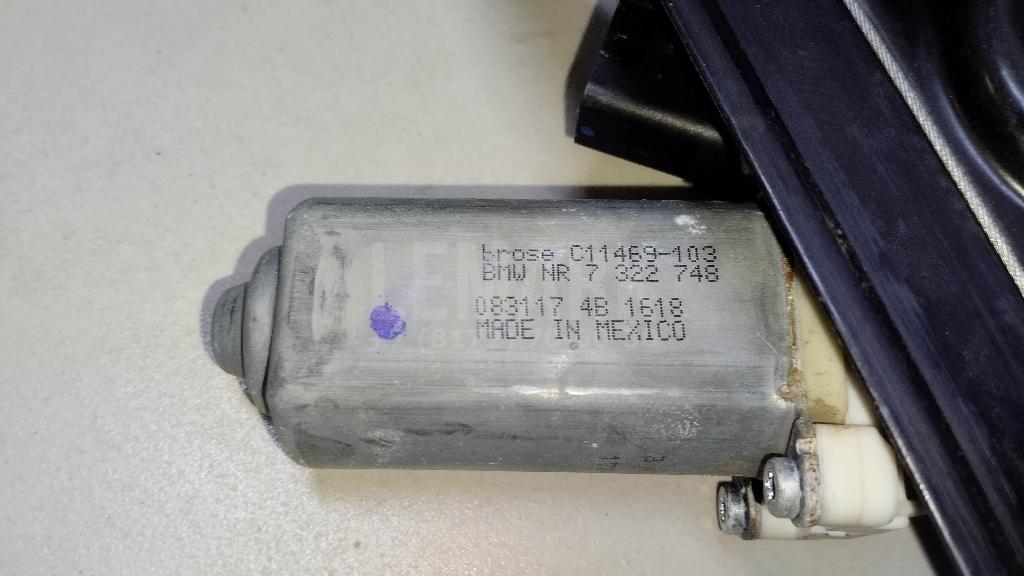 brose C11469-103
BMW NR 7 322 748
083117 4B 1618
MADE IN MEXICO